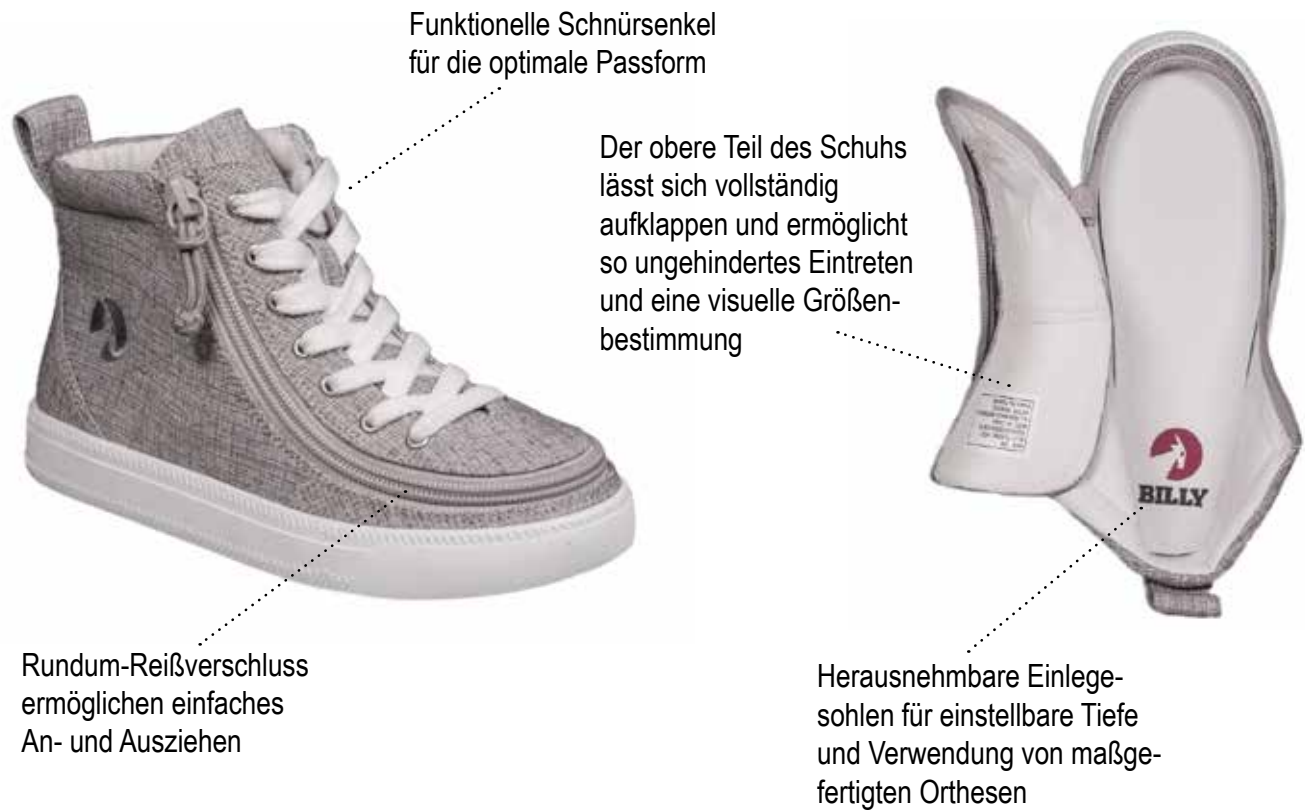 Funktionelle Schnürsenkel
für die optimale Passform
Der obere Teil des Schuhs
lässt sich vollständig
aufklappen und ermöglicht
so ungehindertes Eintreten
und eine visuelle Größen-
bestimmung
BILLY
Rundum-Reißverschluss
ermöglichen einfaches
An- und Ausziehen
Herausnehmbare Einlege-
sohlen für einstellbare Tiefe
und Verwendung von maßge-
fertigten Orthesen